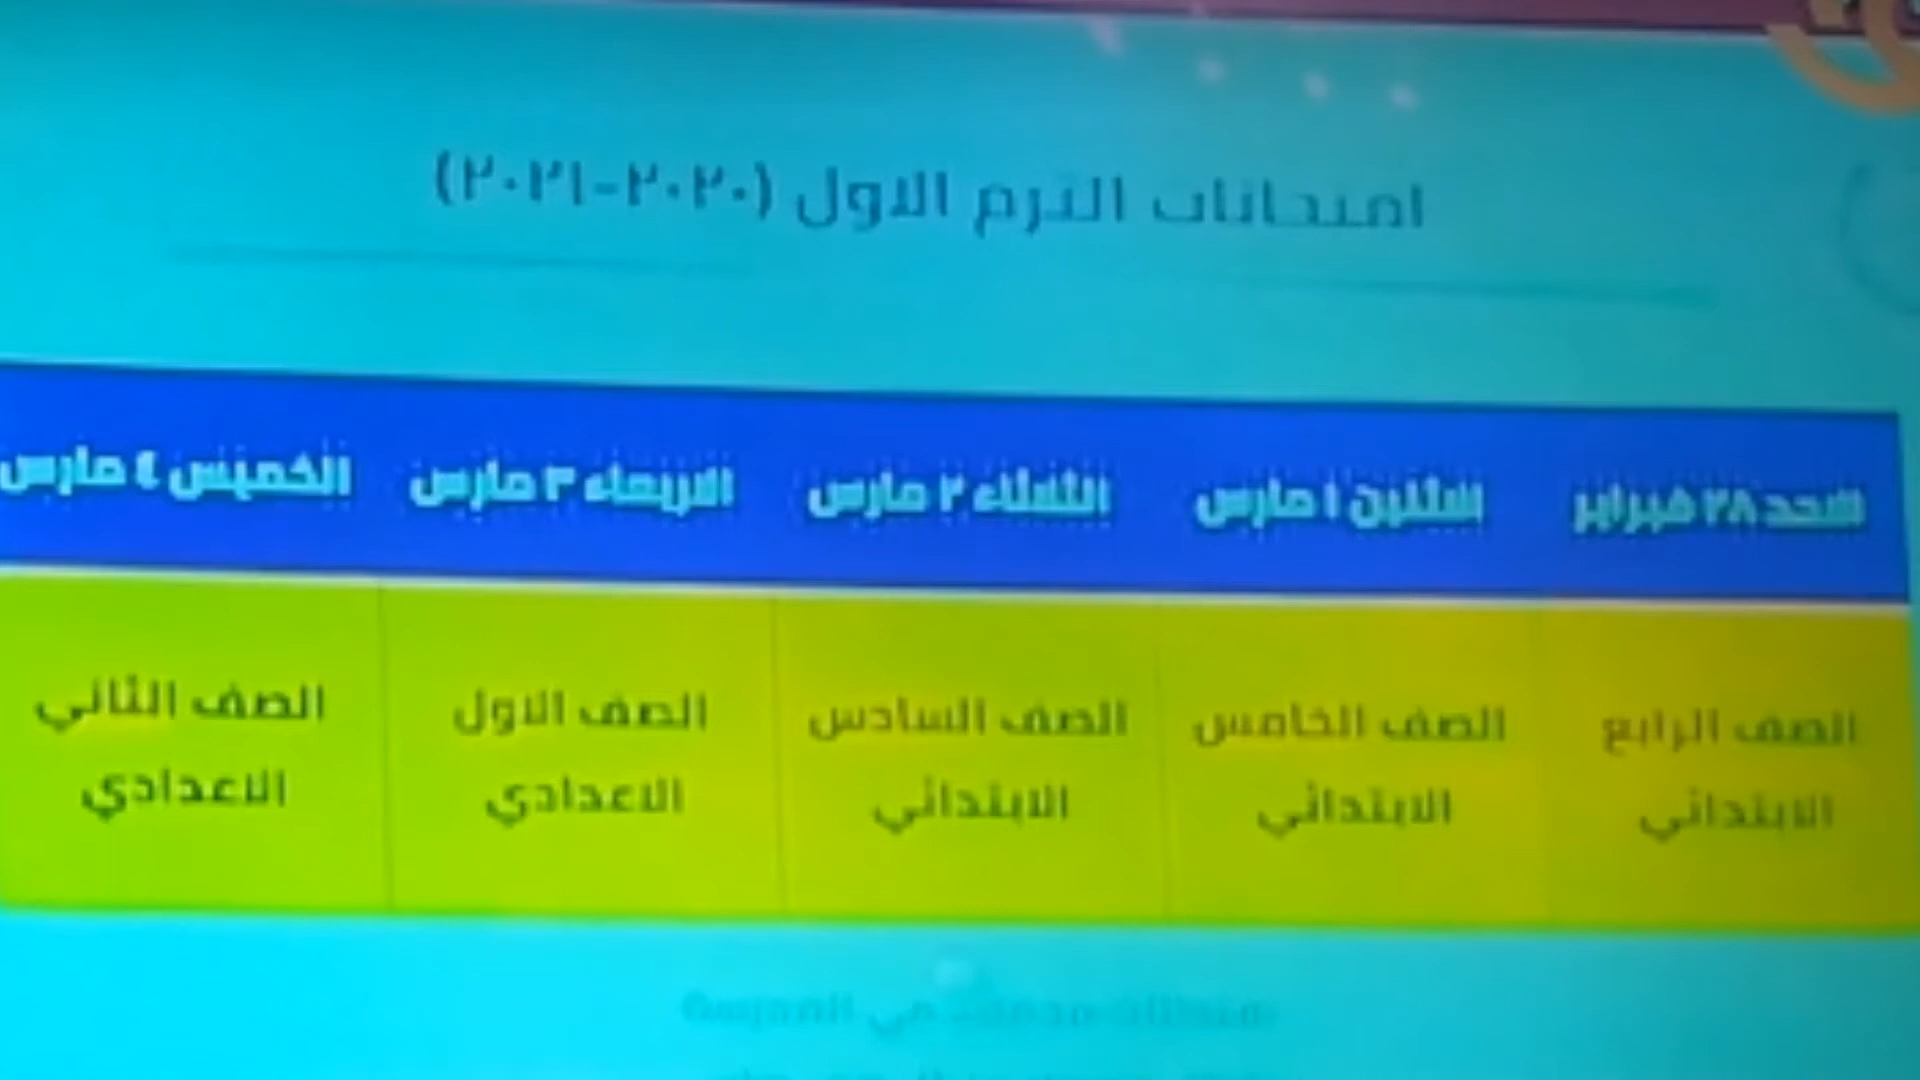 امتحانات الترم الاول (٢٠٢٠-٢٠٢١)
الاحد ٢٨ فبراير
الاثنين ١ مارس
الثلاثاء ٢ مارس
الاربعاء ٣ مارس
الخميس ٤ مارس
الصف الرابع
الابتدائي
الصف الخامس
الابتدائي
الصف السادس
الابتدائي
الصف الاول
الاعدادي
الصف الثاني
الاعدادي